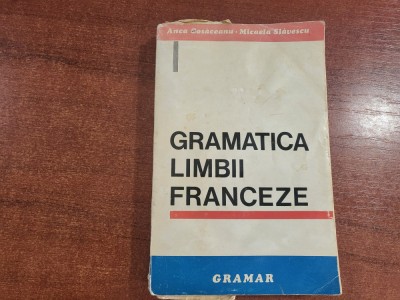 Anca Cosăceanu - Micaela Slăvescu
GRAMATICA
LIMBII
FRANCEZE
GRAMAR